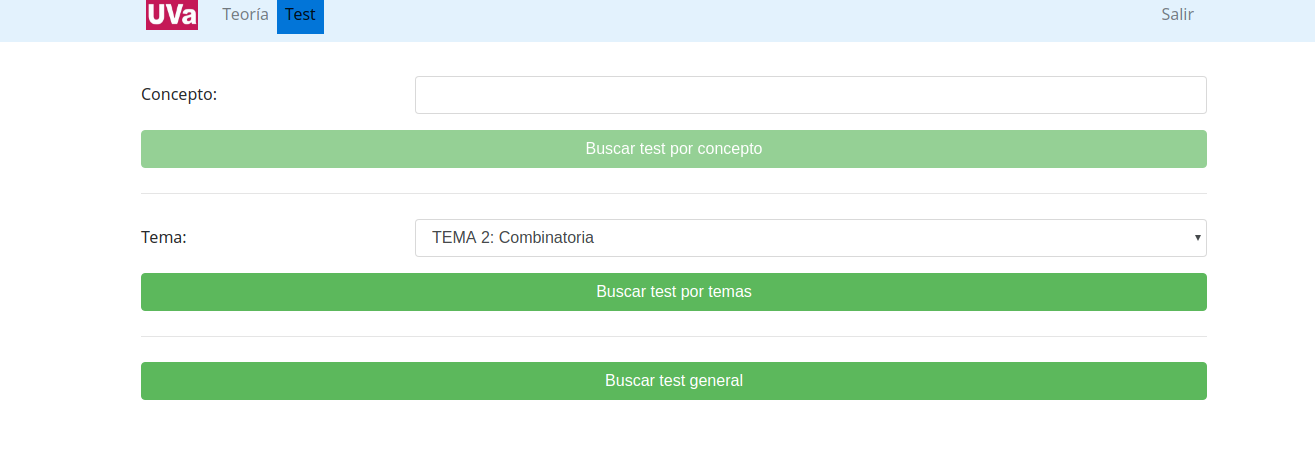 UVa Teoría Test Salir
Concepto:
Buscar test por concepto
Tema: TEMA 2: Combinatoria
Buscar test por temas
Buscar test general